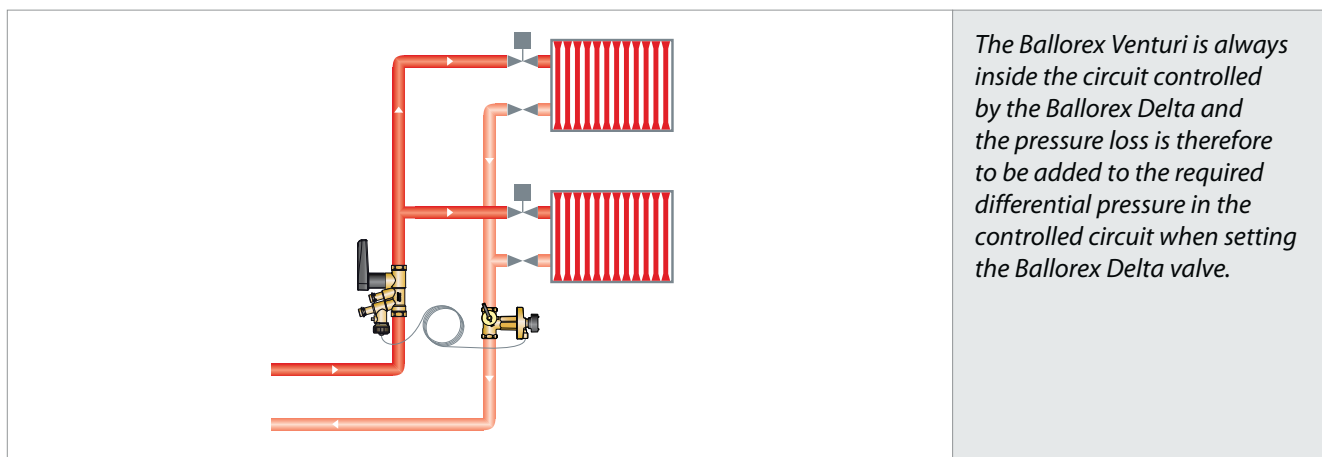 The Ballorex Venturi is always
inside the circuit controlled
by the Ballorex Delta and
the pressure loss is therefore
to be added to the required
differential pressure in the
controlled circuit when setting
the Ballorex Delta valve.